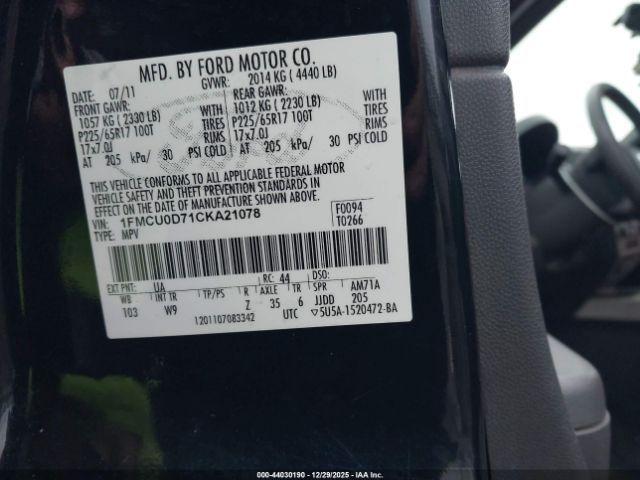 MFD. BY FORD MOTOR CO.
DATE: 07/11 GVWR: 2014 KG ( 4440 LB)
FRONT GAWR: REAR GAWR:
1057 KG ( 2330 LB) WITH 1012 KG ( 2230 LB) WITH
P225/65R17 100T TIRES P225/65R17 100T TIRES
17x7.0J RIMS 17x7.0J RIMS
AT 205 kPa/ 30 PSI COLD AT 205 kPa/ 30 PSI COLD
Ford
THIS VEHICLE CONFORMS TO ALL APPLICABLE FEDERAL MOTOR
VEHICLE SAFETY AND THEFT PREVENTION STANDARDS IN
EFFECT ON THE DATE OF MANUFACTURE SHOWN ABOVE.
VIN: 1FMCU0D71CKA21078 F0094
TYPE: MPV T0266
EXT PNT: UA RC: 44 DSO:
WB INT TR TP/PS R AXLE TR SPR AM71A
103 W9 Z 35 6 JJDD 205
1201107083342 UTC 5U5A-1520472-BA
000-44030190 - 12/29/2025 - IAAI.com